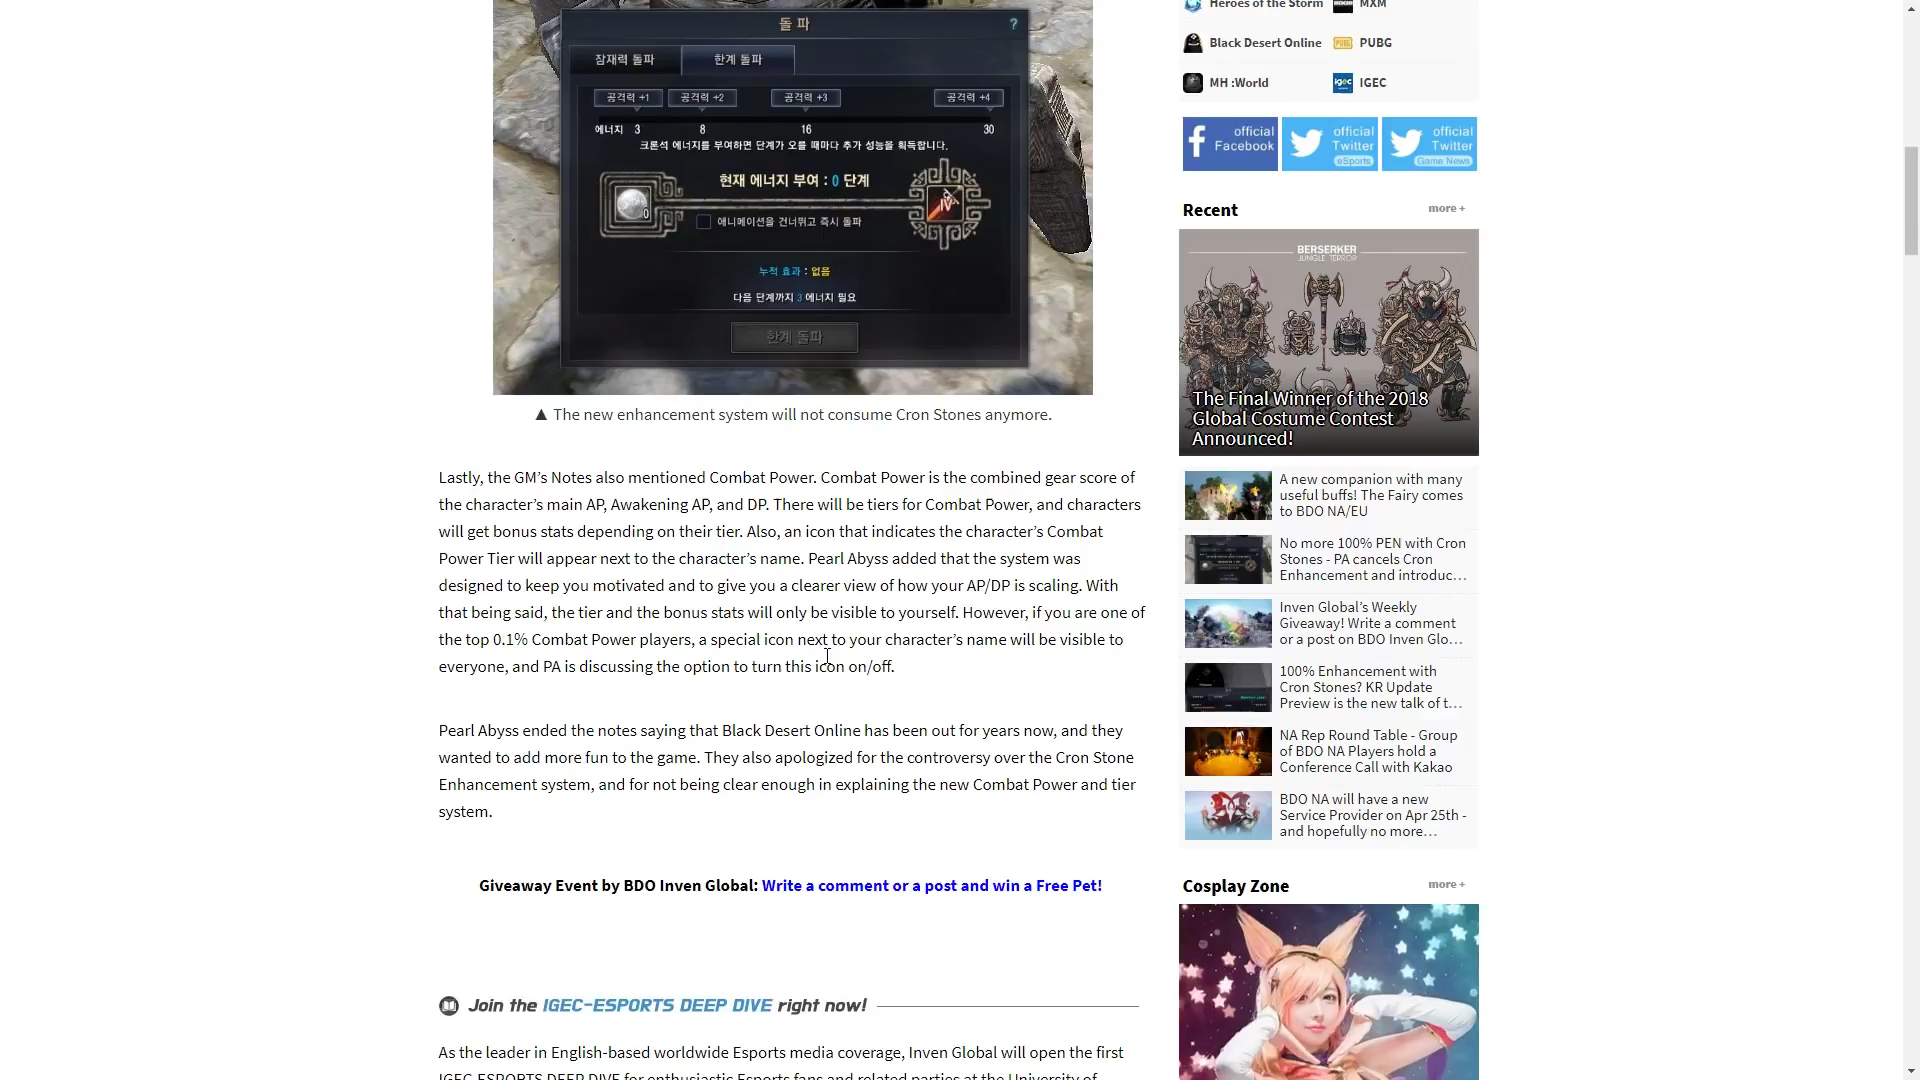 돌 파
?
잠재력 돌파
한계 돌파
공격력 +1
공격력 +2
공격력 +3
공격력 +4
에너지 3 8 16 30
크론석 에너지를 부여하면 단계가 오를 때마다 추가 성능을 획득합니다.
현재 에너지 부여 : 0 단계
0
IV
애니메이션을 건너뛰고 즉시 돌파
누적 효과 : 없음
다음 단계까지 3 에너지 필요
한계 돌파
▲ The new enhancement system will not consume Cron Stones anymore.
Lastly, the GM’s Notes also mentioned Combat Power. Combat Power is the combined gear score of
the character’s main AP, Awakening AP, and DP. There will be tiers for Combat Power, and characters
will get bonus stats depending on their tier. Also, an icon that indicates the character’s Combat
Power Tier will appear next to the character’s name. Pearl Abyss added that the system was
designed to keep you motivated and to give you a clearer view of how your AP/DP is scaling. With
that being said, the tier and the bonus stats will only be visible to yourself. However, if you are one of
the top 0.1% Combat Power players, a special icon next to your character’s name will be visible to
everyone, and PA is discussing the option to turn this icon on/off.
Pearl Abyss ended the notes saying that Black Desert Online has been out for years now, and they
wanted to add more fun to the game. They also apologized for the controversy over the Cron Stone
Enhancement system, and for not being clear enough in explaining the new Combat Power and tier
system.
Giveaway Event by BDO Inven Global: Write a comment or a post and win a Free Pet!
Join the IGEC-ESPORTS DEEP DIVE right now!
As the leader in English-based worldwide Esports media coverage, Inven Global will open the first
IGEC ESPORTS DEEP DIVE for enthusiastic Esports fans and related parties at the University of
Heroes of the Storm
MXM
Black Desert Online
PUBG
MH :World
IGEC
official
Facebook
official
Twitter
eSports
official
Twitter
Game News
Recent
more +
BERSERKER
JUNGLE TERROR
The Final Winner of the 2018
Global Costume Contest
Announced!
A new companion with many
useful buffs! The Fairy comes
to BDO NA/EU
No more 100% PEN with Cron
Stones - PA cancels Cron
Enhancement and introduc…
Inven Global’s Weekly
Giveaway! Write a comment
or a post on BDO Inven Glo…
100% Enhancement with
Cron Stones? KR Update
Preview is the new talk of t…
NA Rep Round Table - Group
of BDO NA Players hold a
Conference Call with Kakao
BDO NA will have a new
Service Provider on Apr 25th -
and hopefully no more…
Cosplay Zone
more +